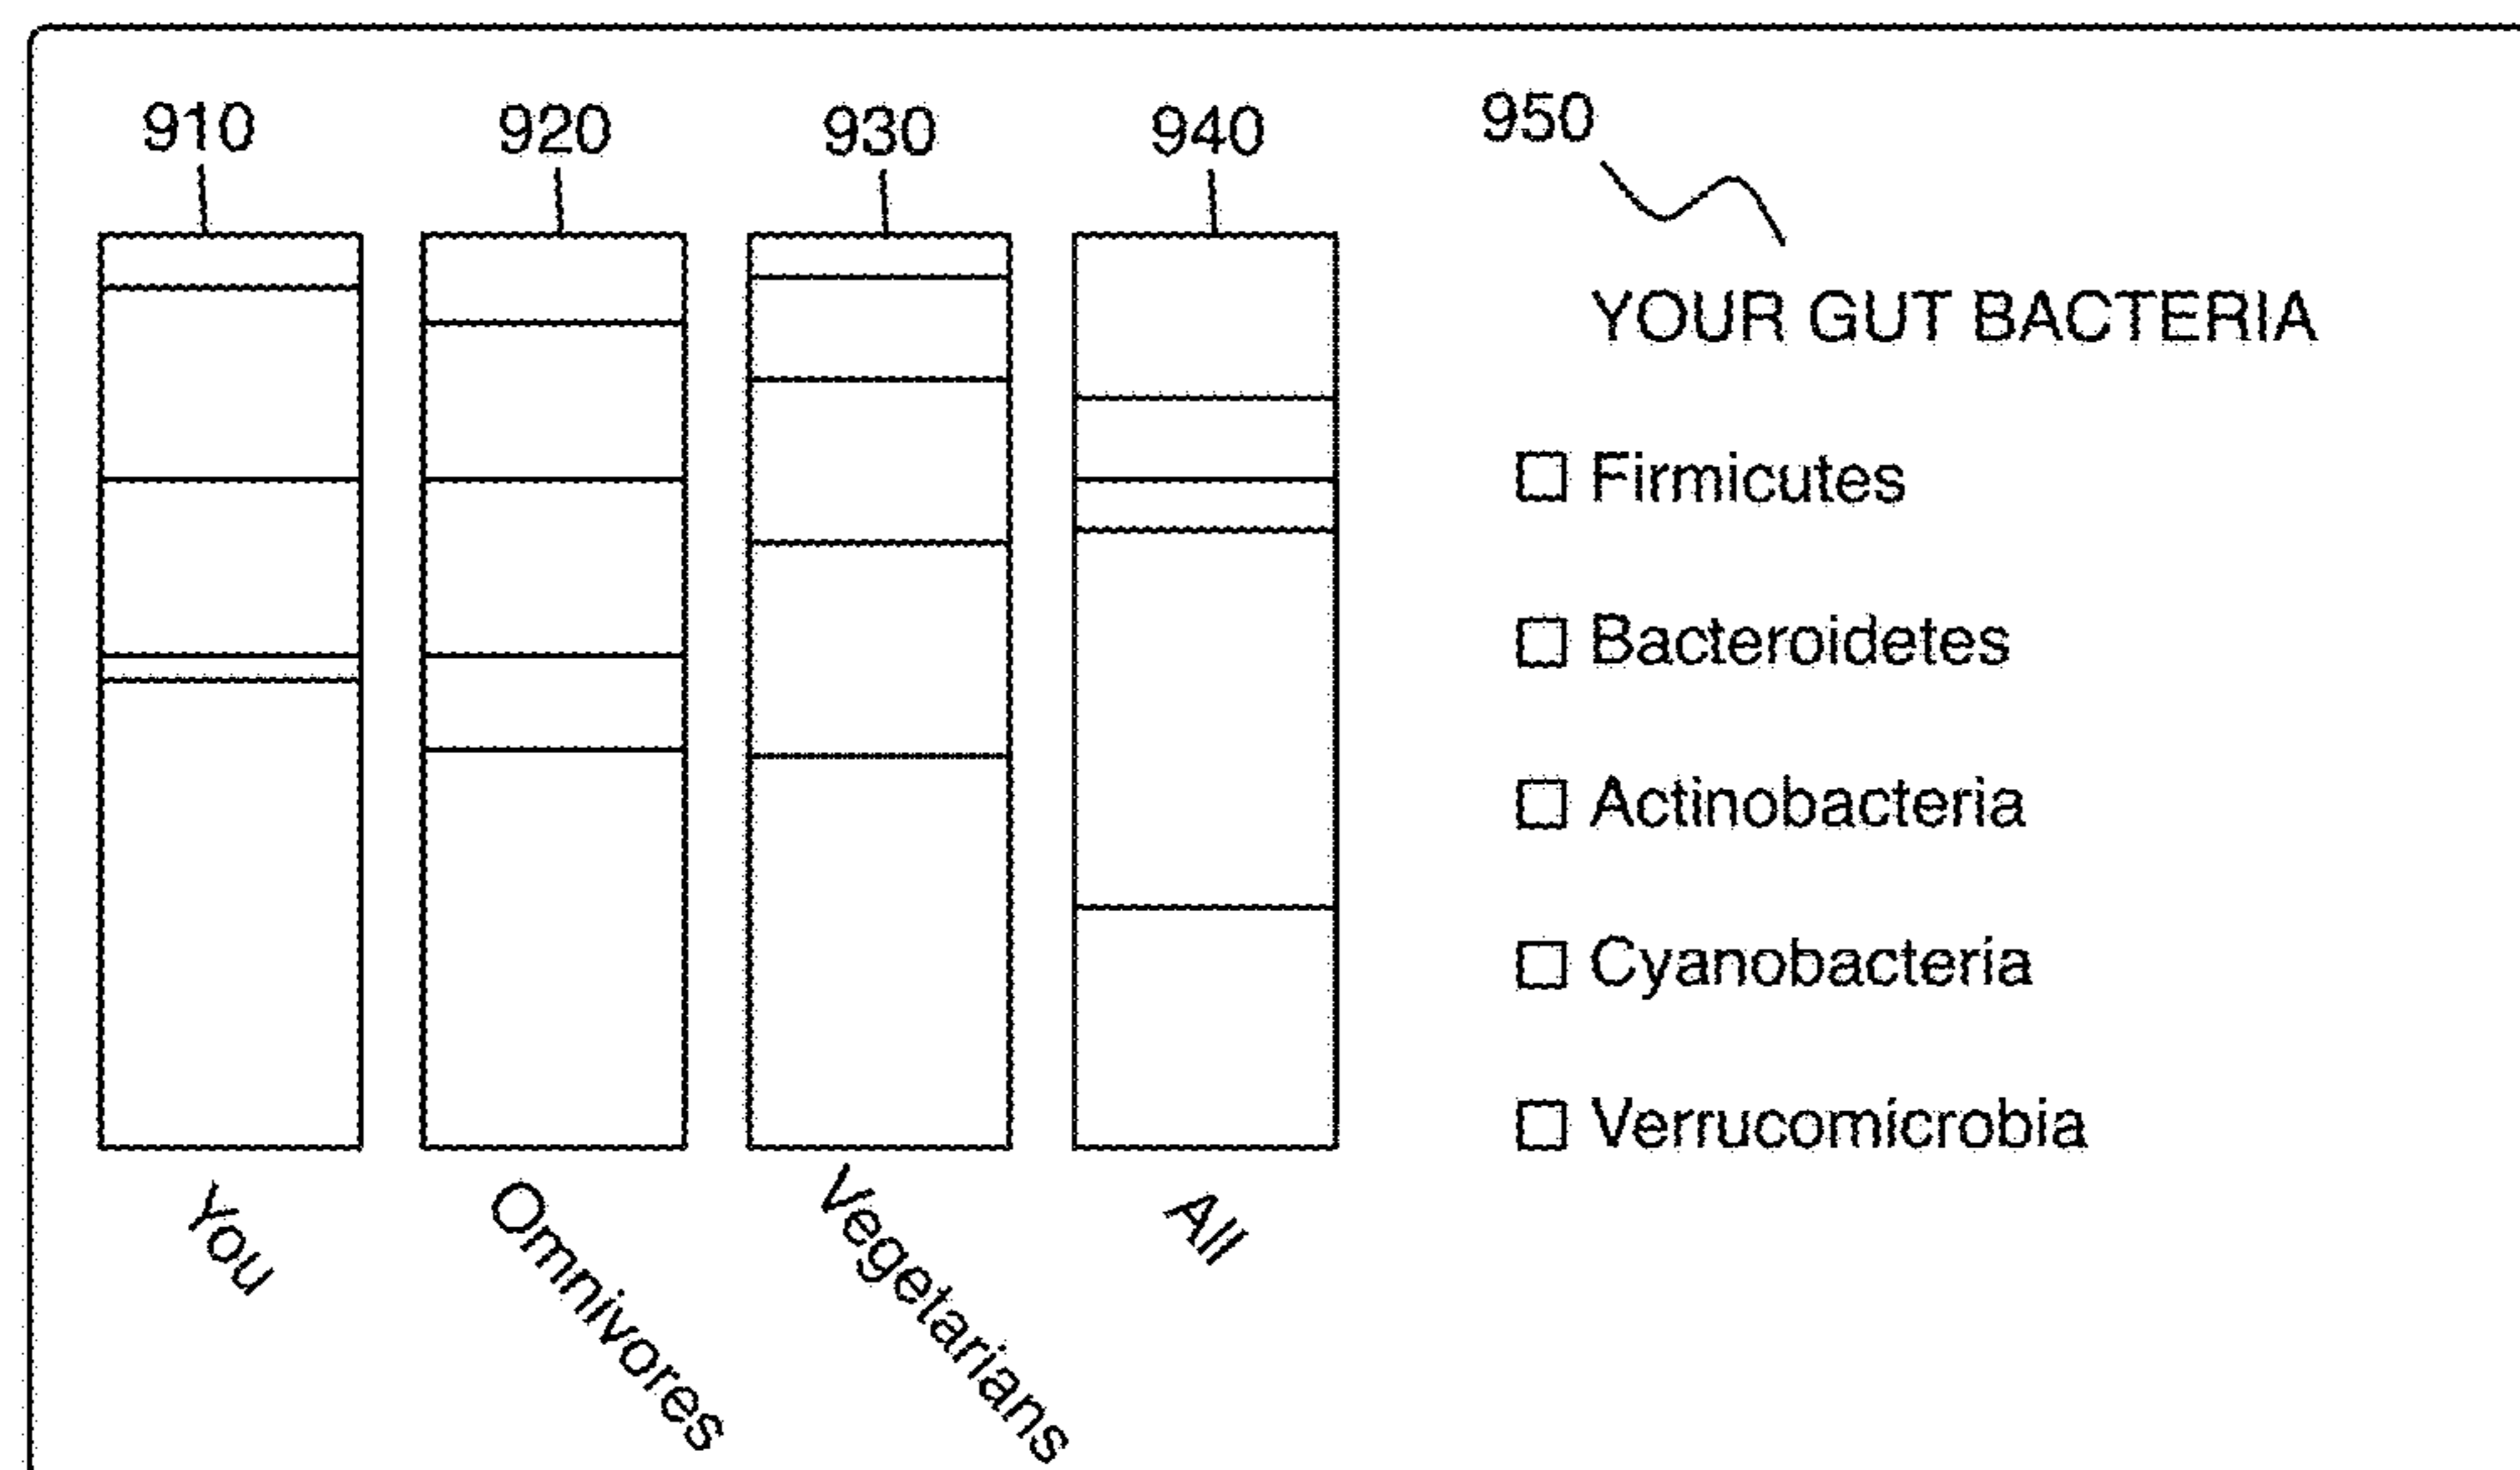 910 920 930 940 950
YOUR GUT BACTERIA
Firmicutes
Bacteroidetes
Actinobacteria
Cyanobacteria
Verrucomicrobia
You Omnivores Vegetarians All